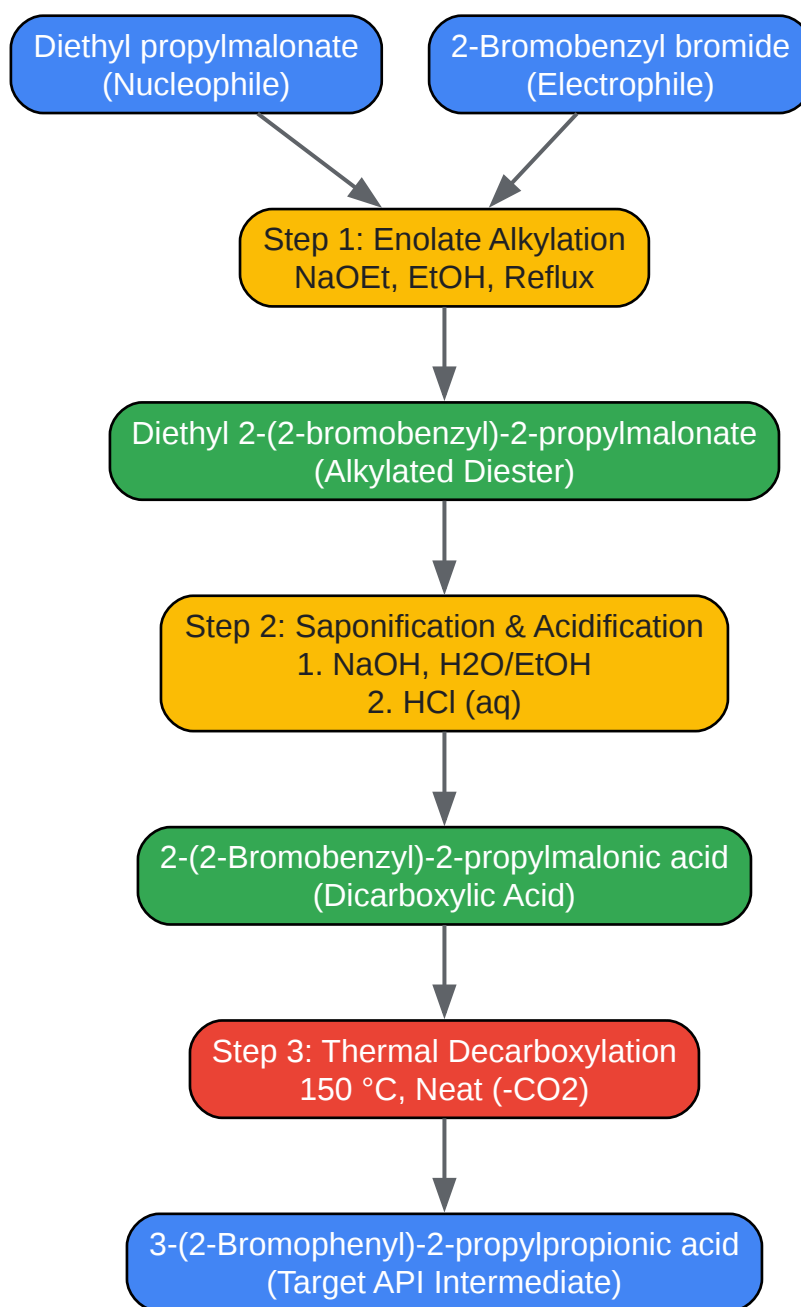 Diethyl propylmalonate
(Nucleophile)
2-Bromobenzyl bromide
(Electrophile)
Step 1: Enolate Alkylation
NaOEt, EtOH, Reflux
Diethyl 2-(2-bromobenzyl)-2-propylmalonate
(Alkylated Diester)
Step 2: Saponification & Acidification
1. NaOH, H2O/EtOH
2. HCl (aq)
2-(2-Bromobenzyl)-2-propylmalonic acid
(Dicarboxylic Acid)
Step 3: Thermal Decarboxylation
150 °C, Neat (-CO2)
3-(2-Bromophenyl)-2-propylpropionic acid
(Target API Intermediate)